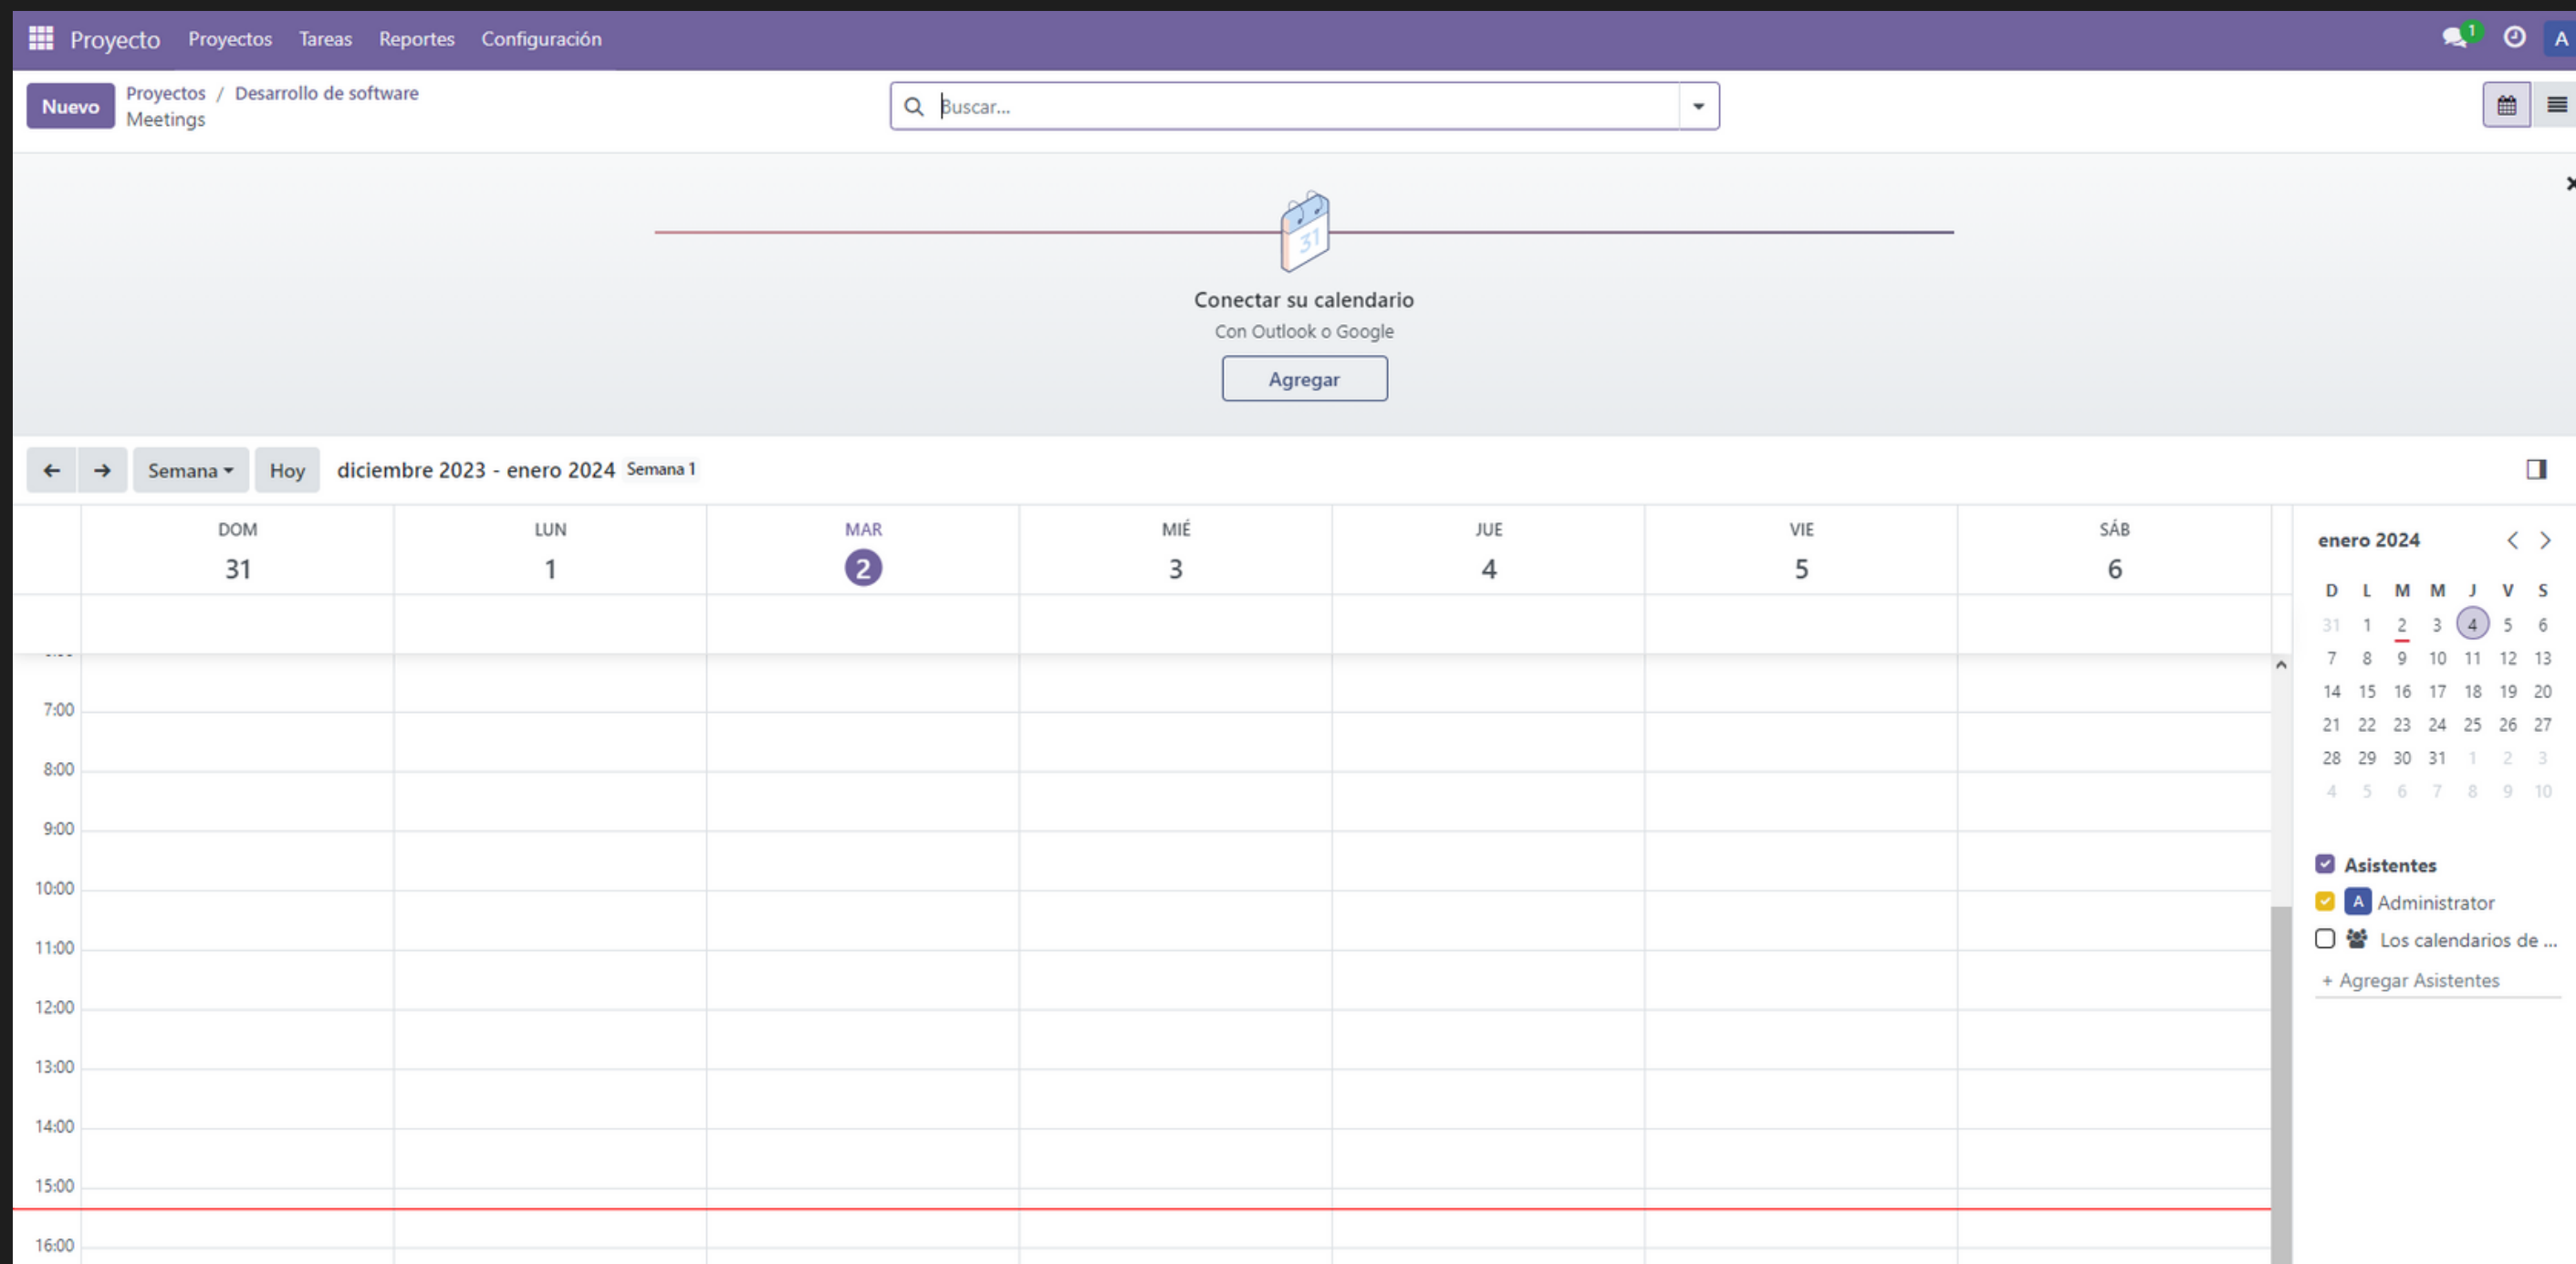 Proyecto Proyectos Tareas Reportes Configuración 1 A
Nuevo Proyectos / Desarrollo de software
Meetings
Buscar...
31
Conectar su calendario
Con Outlook o Google
Agregar
Semana Hoy diciembre 2023 - enero 2024 Semana 1
DOM LUN MAR MIÉ JUE VIE SÁB
31 1 2 3 4 5 6
7:00
8:00
9:00
10:00
11:00
12:00
13:00
14:00
15:00
16:00
enero 2024
D L M M J V S
31 1 2 3 4 5 6
7 8 9 10 11 12 13
14 15 16 17 18 19 20
21 22 23 24 25 26 27
28 29 30 31 1 2 3
4 5 6 7 8 9 10
Asistentes
A Administrator
Los calendarios de ...
+ Agregar Asistentes